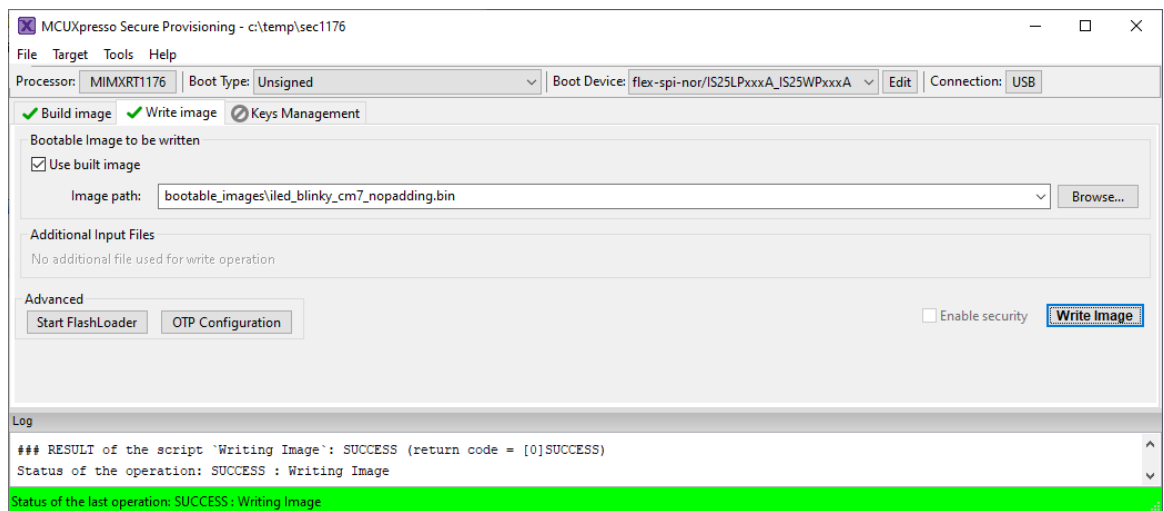 MCUXpresso Secure Provisioning - c:\temp\sec1176
File Target Tools Help
Processor: MIMXRT1176 Boot Type: Unsigned Boot Device: flex-spi-nor/IS25LPxxxA_IS25WPxxxA Edit Connection: USB
Build image Write image Keys Management
Bootable Image to be written
Use built image
Image path: bootable_images\iled_blinky_cm7_nopadding.bin Browse...
Additional Input Files
No additional file used for write operation
Advanced
Start FlashLoader OTP Configuration Enable security Write Image
Log
### RESULT of the script `Writing Image`: SUCCESS (return code = [0]SUCCESS)
Status of the operation: SUCCESS : Writing Image
Status of the last operation: SUCCESS : Writing Image